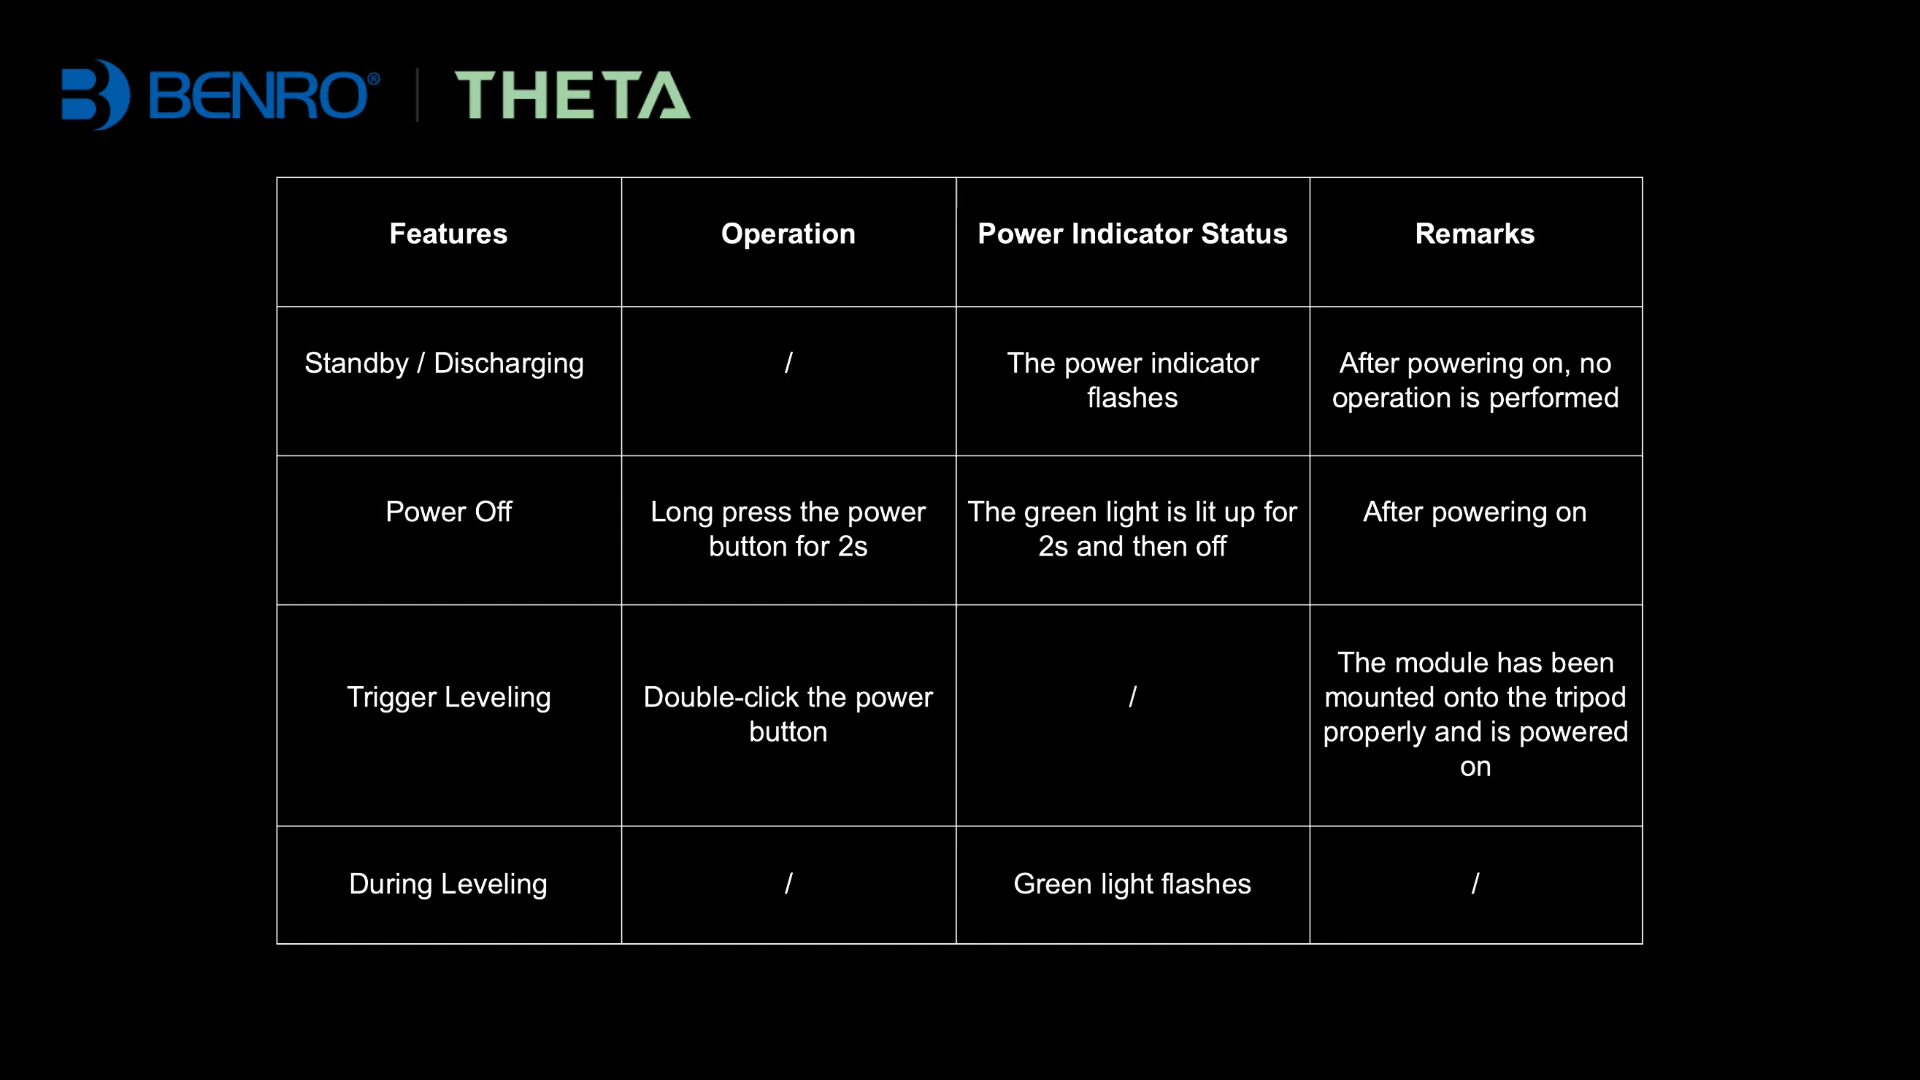 BENRO® | THETA
Features
Operation
Power Indicator Status
Remarks
Standby / Discharging
/
The power indicator
flashes
After powering on, no
operation is performed
Power Off
Long press the power
button for 2s
The green light is lit up for
2s and then off
After powering on
Trigger Leveling
Double-click the power
button
/
The module has been
mounted onto the tripod
properly and is powered
on
During Leveling
/
Green light flashes
/